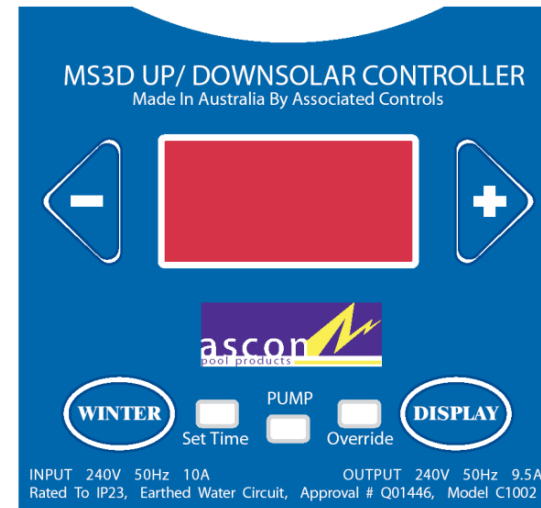 MS3D UP/ DOWNSOLAR CONTROLLER
Made In Australia By Associated Controls
-
+
ascon
pool products
WINTER
Set Time
PUMP
Override
DISPLAY
INPUT 240V 50Hz 10A
OUTPUT 240V 50Hz 9.5A
Rated To IP23, Earthed Water Circuit, Approval # Q01446, Model C1002